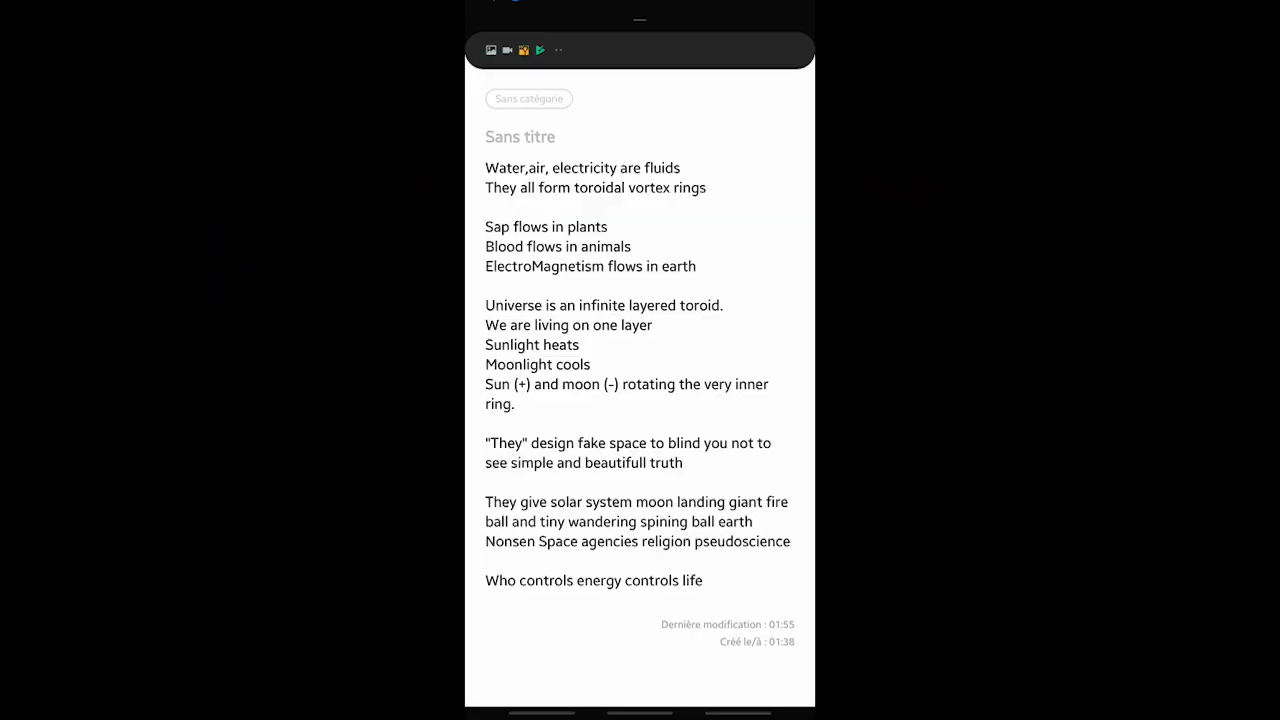 Sans catégorie
Sans titre
Water,air, electricity are fluids
They all form toroidal vortex rings
Sap flows in plants
Blood flows in animals
ElectroMagnetism flows in earth
Universe is an infinite layered toroid.
We are living on one layer
Sunlight heats
Moonlight cools
Sun (+) and moon (-) rotating the very inner
ring.
"They" design fake space to blind you not to
see simple and beautifull truth
They give solar system moon landing giant fire
ball and tiny wandering spining ball earth
Nonsen Space agencies religion pseudoscience
Who controls energy controls life
Dernière modification : 01:55
Créé le/à : 01:38